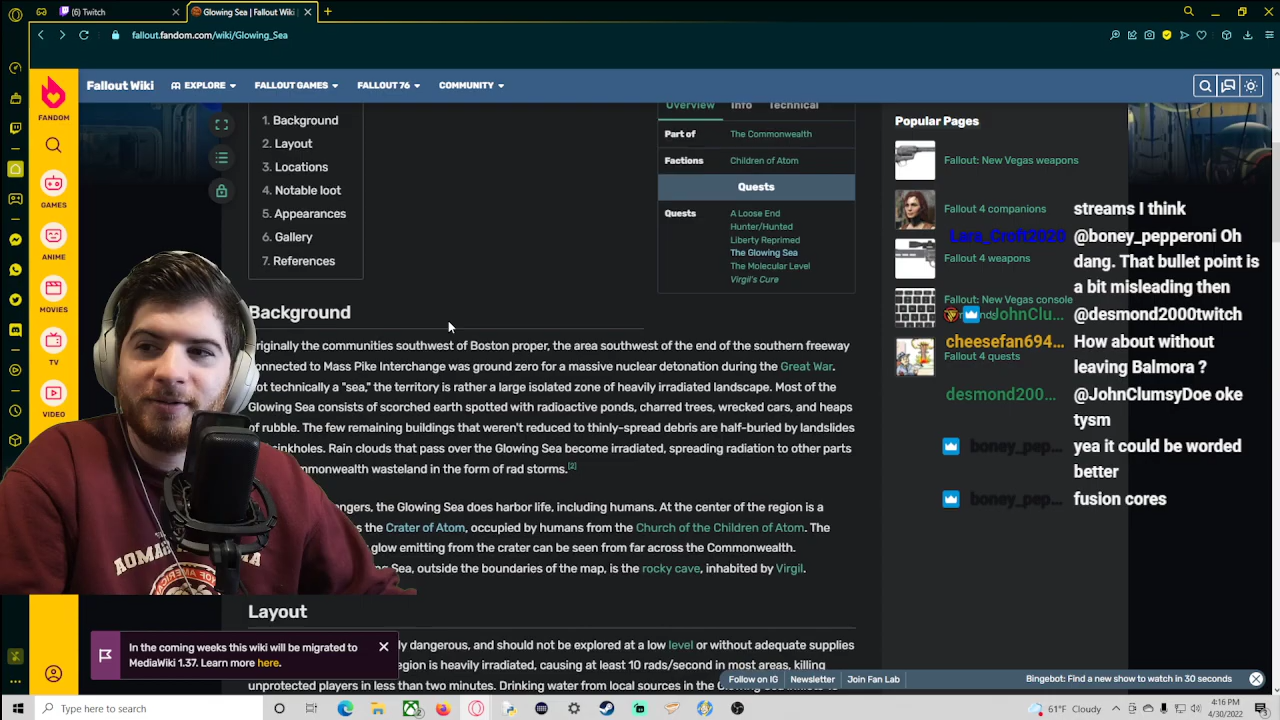 (6) Twitch
Glowing Sea | Fallout Wiki
fallout.fandom.com/wiki/Glowing_Sea
FANDOM
GAMES
ANIME
MOVIES
TV
VIDEO
Fallout Wiki
EXPLORE
FALLOUT GAMES
FALLOUT 76
COMMUNITY
1. Background
2. Layout
3. Locations
4. Notable loot
5. Appearances
6. Gallery
7. References
Overview Info Technical
Part of The Commonwealth
Factions Children of Atom
Quests
Quests A Loose End
Hunter/Hunted
Liberty Reprimed
The Glowing Sea
The Molecular Level
Virgil's Cure
Background
riginally the communities southwest of Boston proper, the area southwest of the end of the southern freeway
onnected to Mass Pike Interchange was ground zero for a massive nuclear detonation during the Great War.
ot technically a "sea," the territory is rather a large isolated zone of heavily irradiated landscape. Most of the
Glowing Sea consists of scorched earth spotted with radioactive ponds, charred trees, wrecked cars, and heaps
of rubble. The few remaining buildings that weren't reduced to thinly-spread debris are half-buried by landslides
inkholes. Rain clouds that pass over the Glowing Sea become irradiated, spreading radiation to other parts
mmonwealth wasteland in the form of rad storms.[2]
ngers, the Glowing Sea does harbor life, including humans. At the center of the region is a
s the Crater of Atom, occupied by humans from the Church of the Children of Atom. The
glow emitting from the crater can be seen from far across the Commonwealth.
g Sea, outside the boundaries of the map, is the rocky cave, inhabited by Virgil.
Layout
ly dangerous, and should not be explored at a low level or without adequate supplies
egion is heavily irradiated, causing at least 10 rads/second in most areas, killing
unprotected players in less than two minutes. Drinking water from local sources in the
In the coming weeks this wiki will be migrated to
MediaWiki 1.37. Learn more here.
Popular Pages
Fallout: New Vegas weapons
Fallout 4 companions
Fallout 4 weapons
Fallout: New Vegas console
Fallout 4 quests
streams I think
Lara_Croft2020 @boney_pepperoni Oh
dang. That bullet point is
a bit misleading then
JohnClu... @desmond2000twitch
cheesefan694... How about without
leaving Balmora ?
desmond200... @JohnClumsyDoe oke
tysm
boney_pep... yea it could be worded
better
boney_pep... fusion cores
Follow on IG Newsletter Join Fan Lab Bingebot: Find a new show to watch in 30 seconds
Type here to search
61°F Cloudy
4:16 PM
4/30/2022